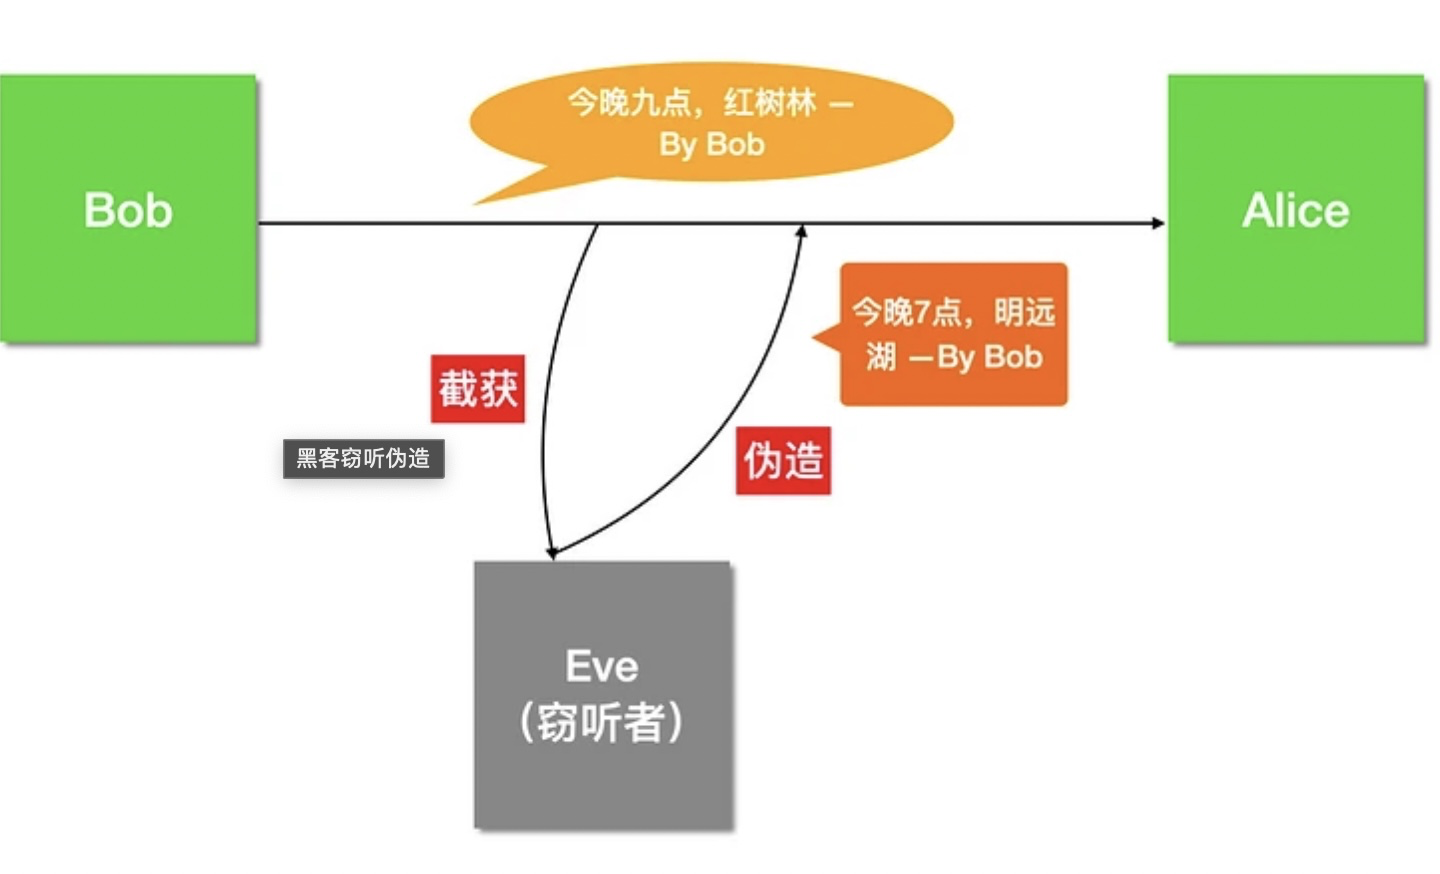 今晚九点，红树林 —
By Bob
Bob
Alice
今晚7点，明远
湖 —By Bob
截获
黑客窃听伪造
伪造
Eve
（窃听者）